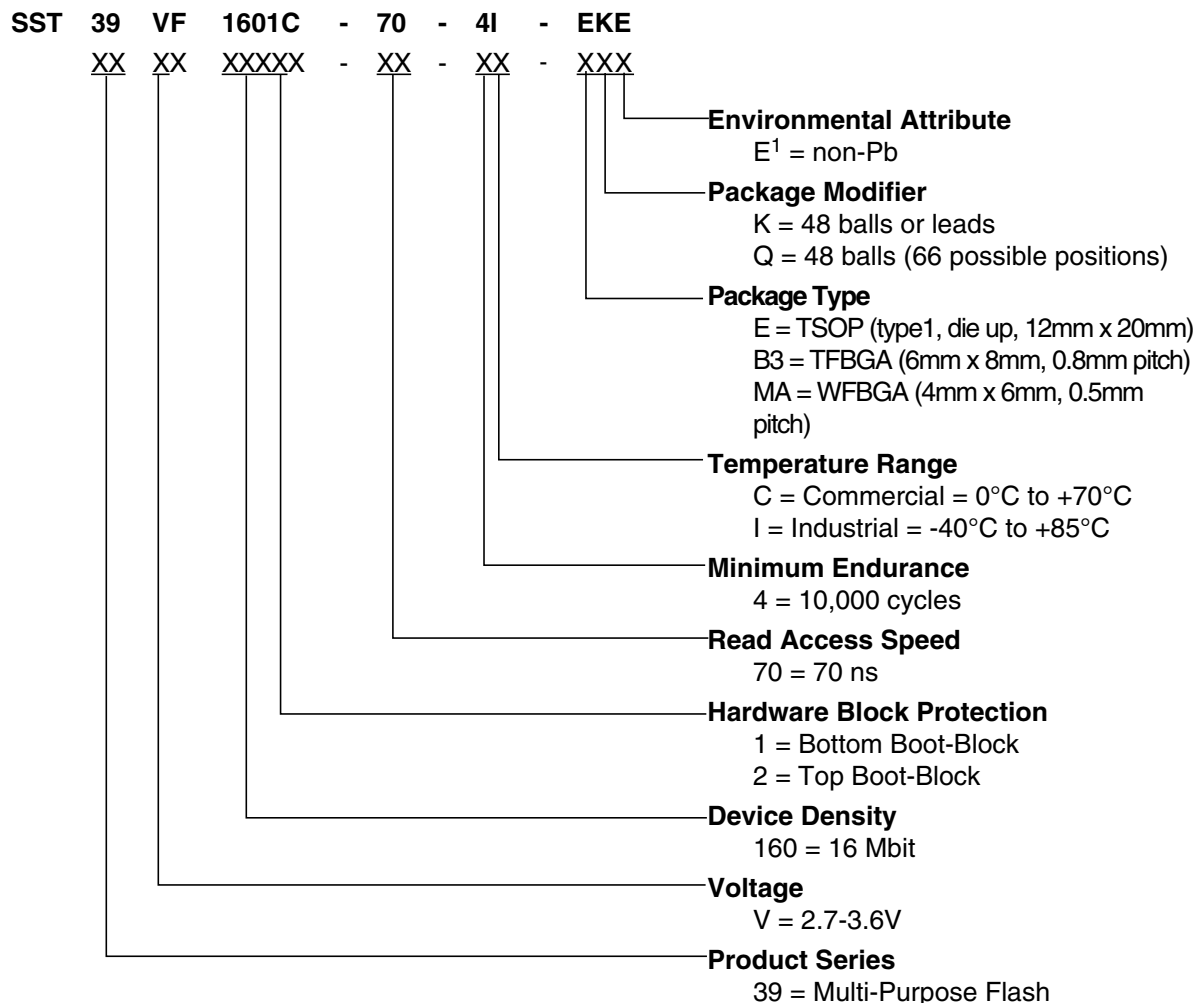 SST 39 VF 1601C - 70 - 4I - EKE
XX XX XXXXX - XX - XX - XXX
Environmental Attribute
E1 = non-Pb
Package Modifier
K = 48 balls or leads
Q = 48 balls (66 possible positions)
Package Type
E = TSOP (type1, die up, 12mm x 20mm)
B3 = TFBGA (6mm x 8mm, 0.8mm pitch)
MA = WFBGA (4mm x 6mm, 0.5mm
pitch)
Temperature Range
C = Commercial = 0°C to +70°C
I = Industrial = -40°C to +85°C
Minimum Endurance
4 = 10,000 cycles
Read Access Speed
70 = 70 ns
Hardware Block Protection
1 = Bottom Boot-Block
2 = Top Boot-Block
Device Density
160 = 16 Mbit
Voltage
V = 2.7-3.6V
Product Series
39 = Multi-Purpose Flash